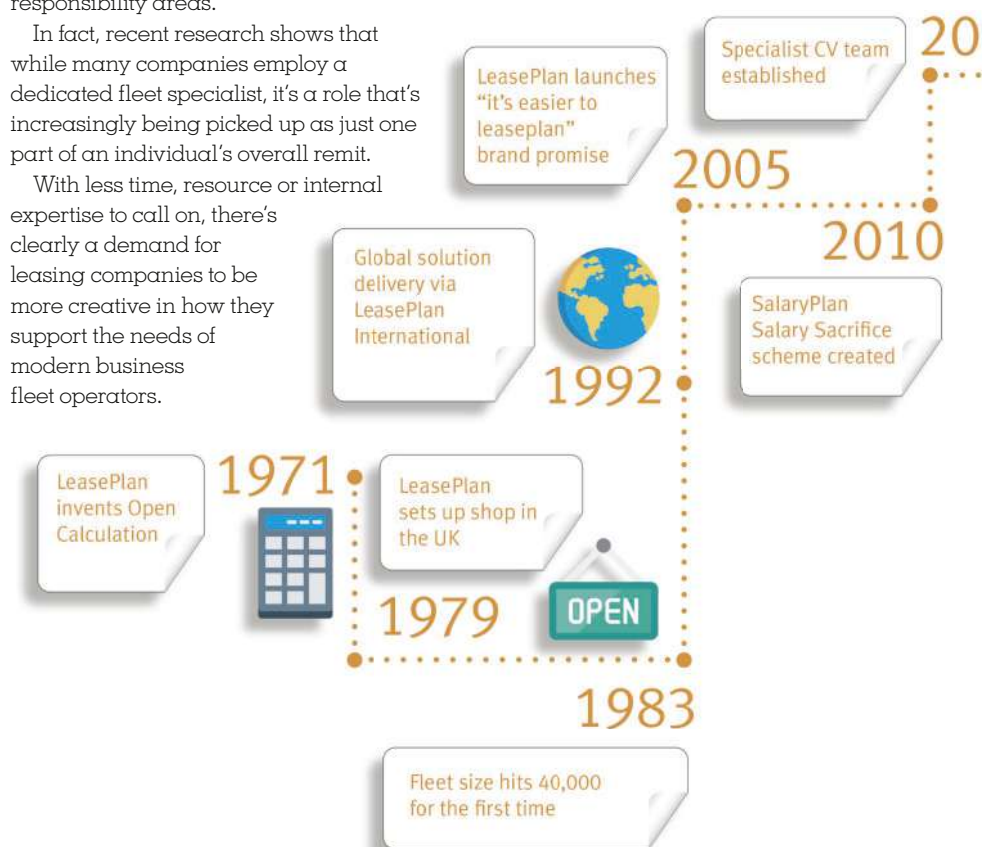 responsibility areas.
In fact, recent research shows that
while many companies employ a
dedicated fleet specialist, it's a role that's
increasingly being picked up as just one
part of an individual's overall remit.
With less time, resource or internal
expertise to call on, there's
clearly a demand for
leasing companies to be
more creative in how they
support the needs of
modern business
fleet operators.
LeasePlan
invents Open
Calculation
1971
LeasePlan
sets up shop in
the UK
1979
OPEN
1983
Fleet size hits 40,000
for the first time
Global solution
delivery via
LeasePlan
International
1992
LeasePlan launches
“it's easier to
leaseplan”
brand promise
2005
2010
SalaryPlan
Salary Sacrifice
scheme created
Specialist CV team
established
20